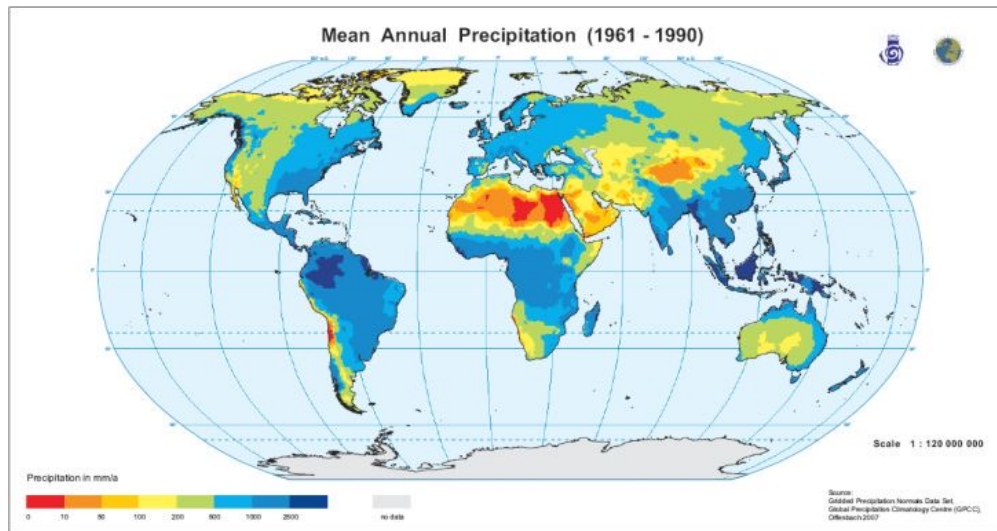 Mean Annual Precipitation (1961 - 1990)
Scale 1 : 120 000 000
Precipitation in mm/a
0 10 50 100 200 500 1000 2500 no data
Source:
Gridded Precipitation Normals Data Set,
Global Precipitation Climatology Centre (GPCC),
Offenbach 2007